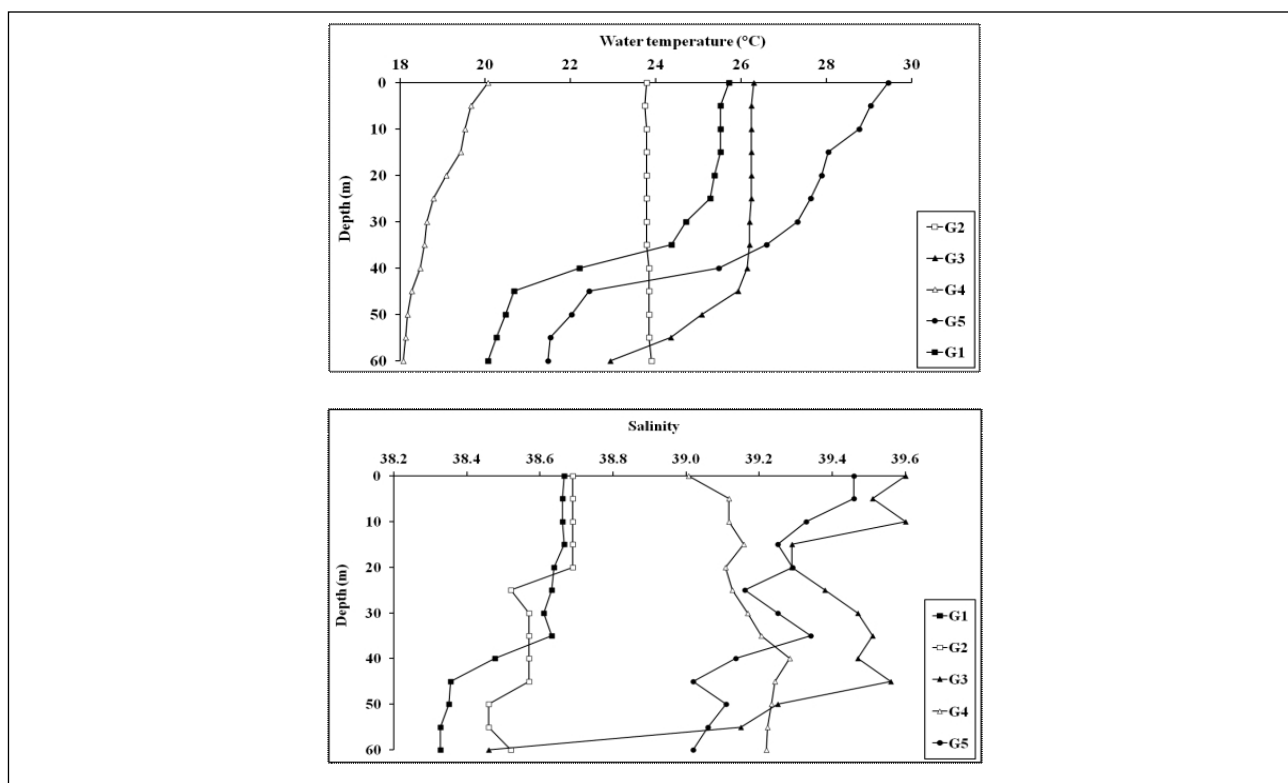 Water temperature (°C)
18 20 22 24 26 28 30
0
10
20
30
40
50
60
Depth (m)
G2
G3
G4
G5
G1
Salinity
38.2 38.4 38.6 38.8 39.0 39.2 39.4 39.6
0
10
20
30
40
50
60
Depth (m)
G1
G2
G3
G4
G5